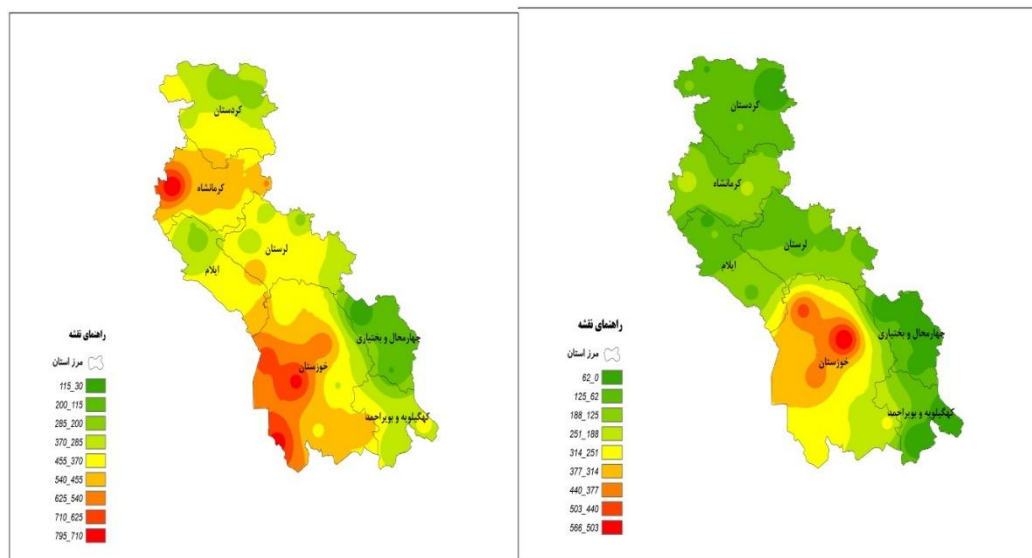 کردستان
کرمانشاه
لرستان
ایلام
چهارمحال و بختیاری
خوزستان
کهگیلویه و بویراحمد
راهنمای نقشه
مرز استان
115_30
200_115
285_200
370_285
455_370
540_455
625_540
710_625
795_710
کردستان
کرمانشاه
لرستان
ایلام
چهارمحال و بختیاری
خوزستان
کهگیلویه و بویراحمد
راهنمای نقشه
مرز استان
62_0
125_62
188_125
251_188
314_251
377_314
440_377
503_440
566_503